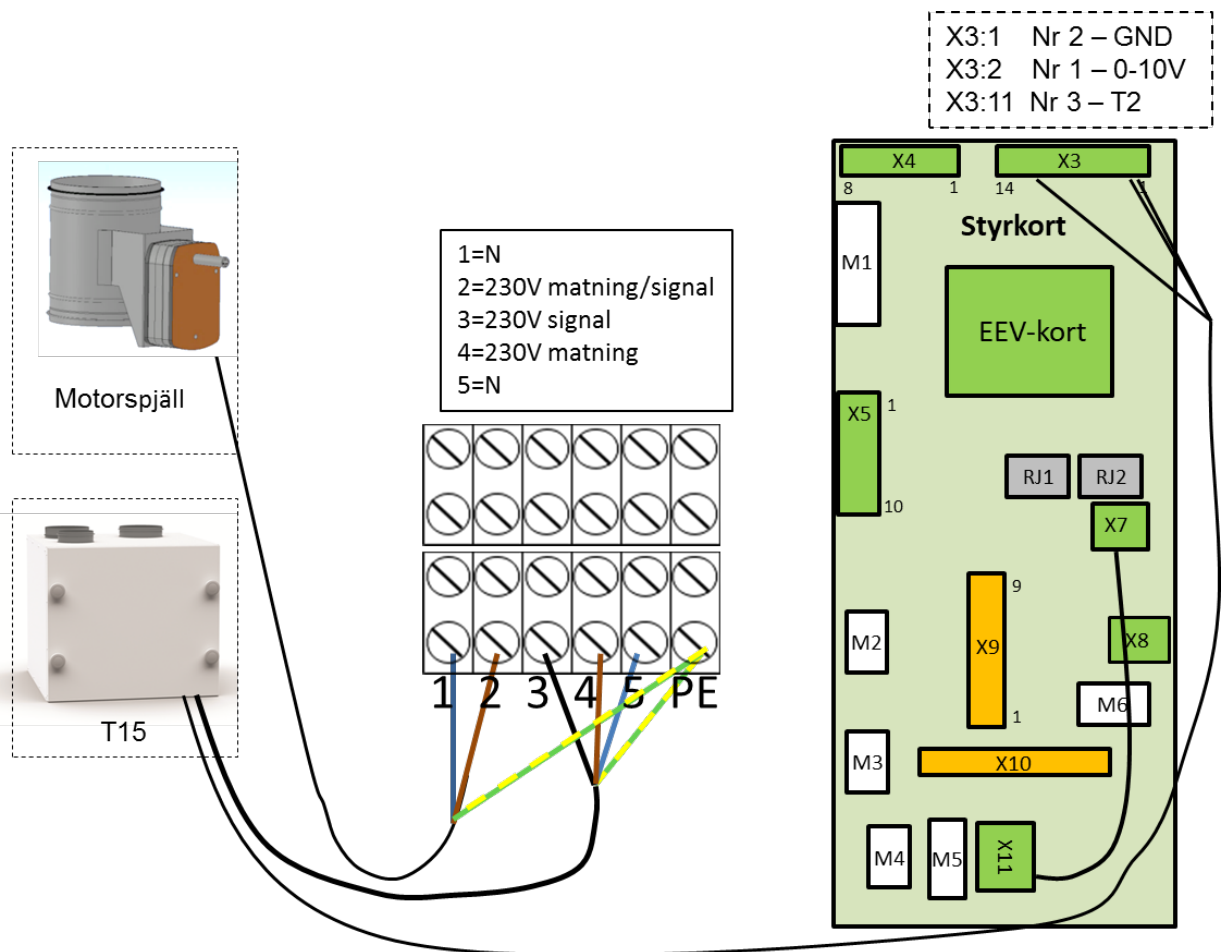 X3:1 Nr 2 – GND
X3:2 Nr 1 – 0-10V
X3:11 Nr 3 – T2
X4
X3
8
1
14
1
Styrkort
M1
EEV-kort
1=N
2=230V matning/signal
3=230V signal
4=230V matning
5=N
Motorspjäll
X5
1
10
RJ1
RJ2
X7
9
X9
1
M2
X8
M6
1
2
3
4
5
PE
T15
M3
X10
M4
M5
X11